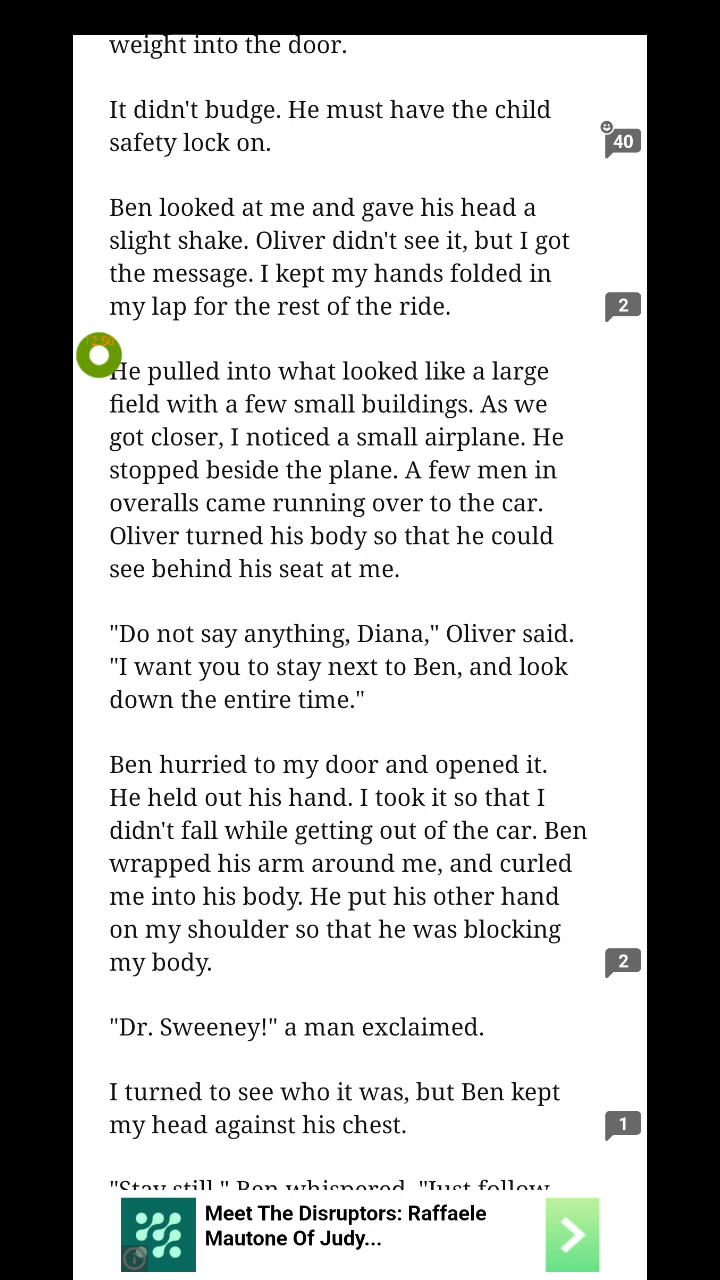 weight into the door.
It didn't budge. He must have the child
safety lock on.
40
Ben looked at me and gave his head a
slight shake. Oliver didn't see it, but I got
the message. I kept my hands folded in
my lap for the rest of the ride.
2
He pulled into what looked like a large
field with a few small buildings. As we
got closer, I noticed a small airplane. He
stopped beside the plane. A few men in
overalls came running over to the car.
Oliver turned his body so that he could
see behind his seat at me.
"Do not say anything, Diana," Oliver said.
"I want you to stay next to Ben, and look
down the entire time."
Ben hurried to my door and opened it.
He held out his hand. I took it so that I
didn't fall while getting out of the car. Ben
wrapped his arm around me, and curled
me into his body. He put his other hand
on my shoulder so that he was blocking
my body.
2
"Dr. Sweeney!" a man exclaimed.
I turned to see who it was, but Ben kept
my head against his chest.
1
"Stay still," Ben whispered. "Just follow
Meet The Disruptors: Raffaele
Mautone Of Judy...